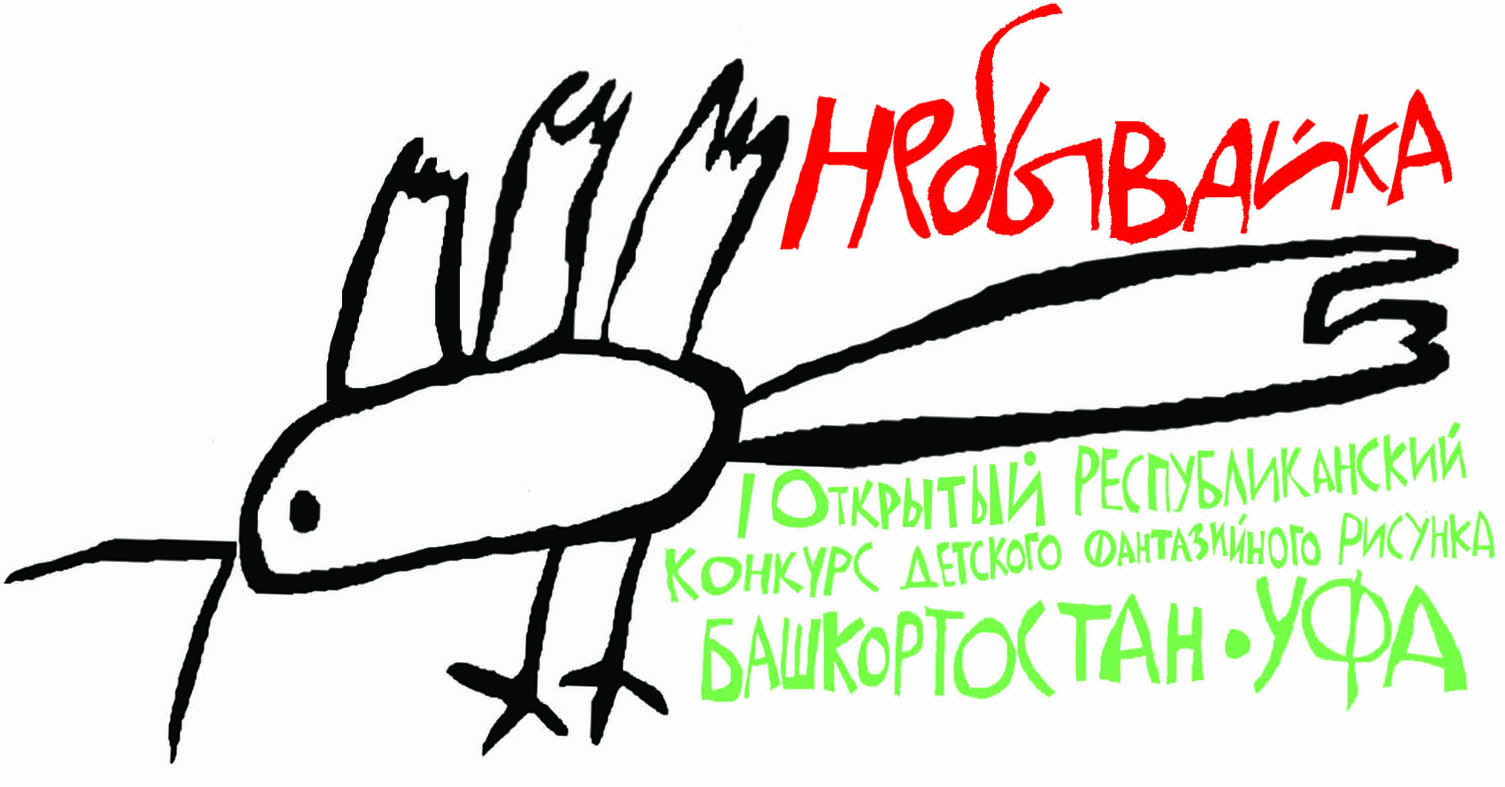 Небывайка
I Открытый РЕСПУБЛИКАНСКИЙ
КОНКУРС ДЕТСКОГО ФАНТАЗИЙНОГО РИСУНКА
БАШКОРТОСТАН • УФА